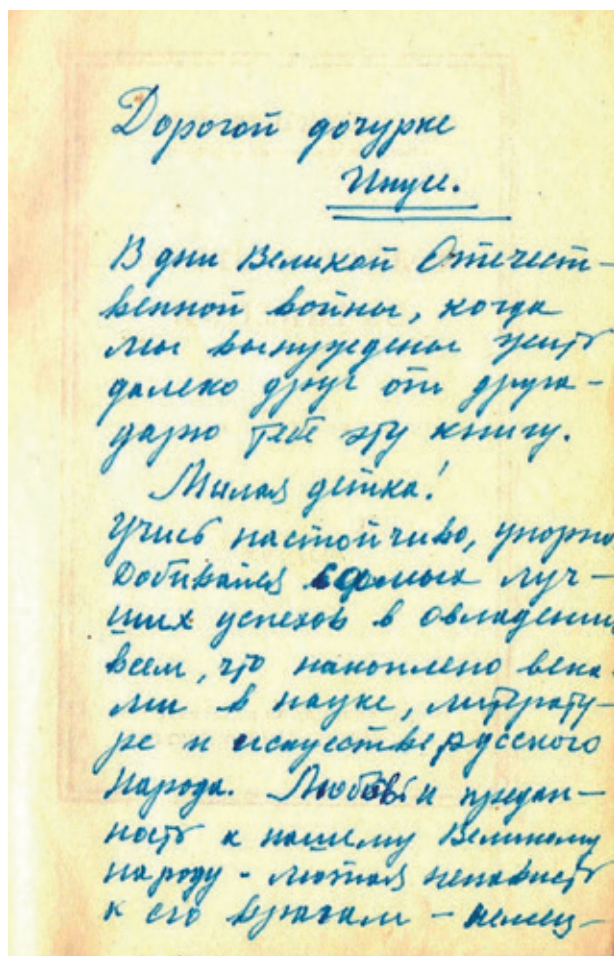 Дорогой дочурке
Инусе.
В дни Великой Отечест-
венной войны, когда
мы вынуждены жить
далеко друг от друга -
дарю тебе эту книгу.
Милая детка!
Учись настойчиво, упорно
добивайся самых луч-
ших успехов в овладении
всем, что накоплено века-
ми в науке, литерату-
ре и искусстве русского
народа. Любовь и предан-
ность к нашему Великому
народу - лютая ненависть
к его врагам - немец-